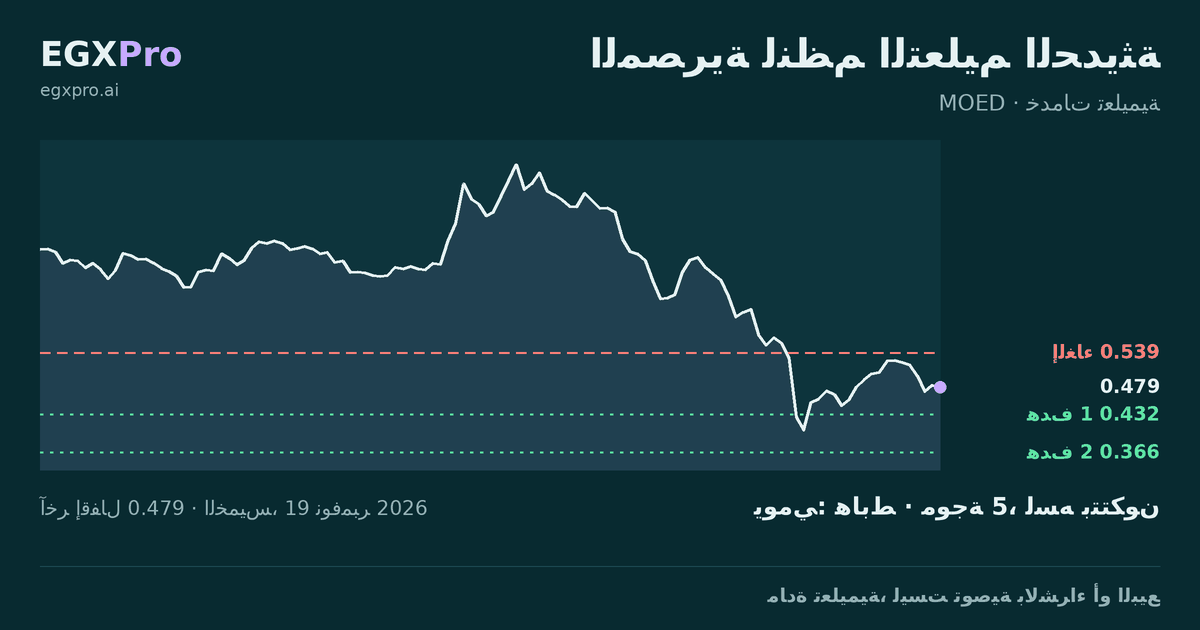 EGXPro
egxpro.ai
المصرية لنظم التعليم الحديثة
MOED · خدمات تعليمية
إلغاء 0.539
0.479
هدف 1 0.432
هدف 2 0.366
آخر إقفال 0.479 · الخميس، 19 نوفمبر 2026
يومي: هابط · موجة 5، لسه بتتكون
مادة تعليمية، ليست توصية بالشراء أو البيع